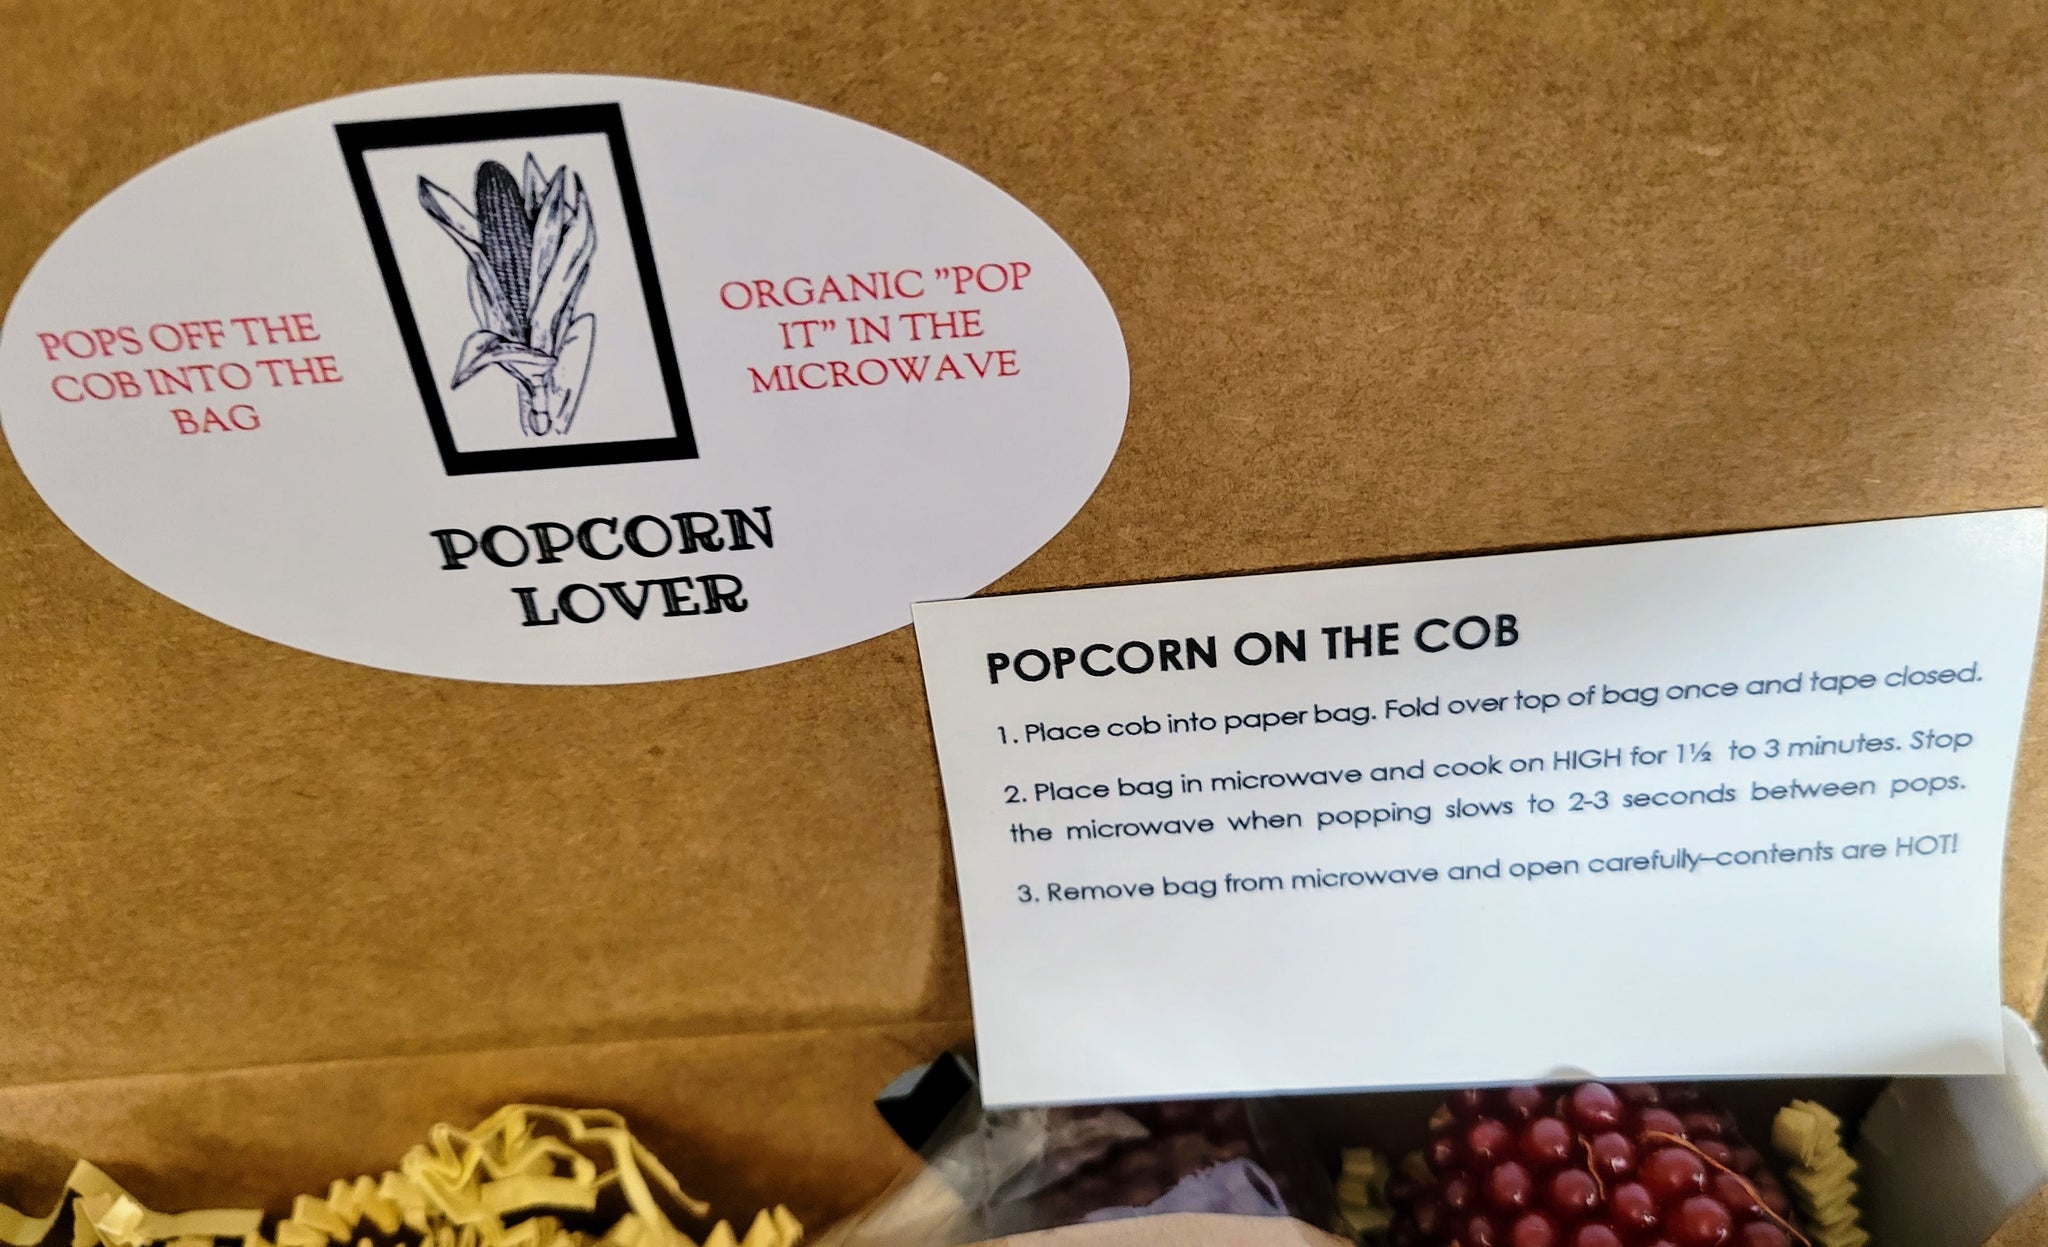 POPS OFF THE
COB INTO THE
BAG
ORGANIC "POP
IT" IN THE
MICROWAVE
POPCORN
LOVER
POPCORN ON THE COB
1. Place cob into paper bag. Fold over top of bag once and tape closed.
2. Place bag in microwave and cook on HIGH for 1½ to 3 minutes. Stop
the microwave when popping slows to 2-3 seconds between pops.
3. Remove bag from microwave and open carefully–contents are HOT!